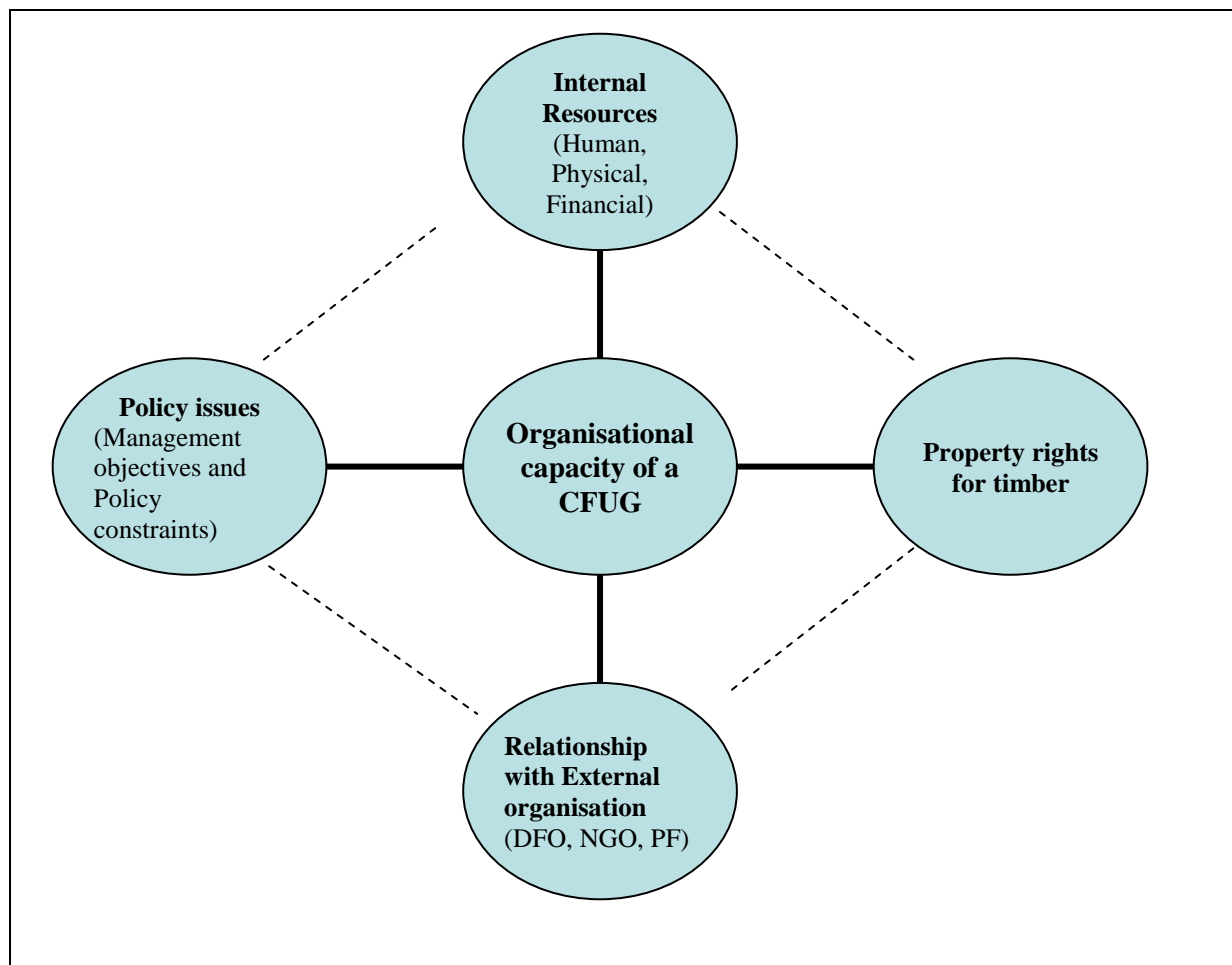 Internal
Resources
(Human,
Physical,
Financial)
Policy issues
(Management
objectives and
Policy
constraints)
Organisational
capacity of a
CFUG
Property rights
for timber
Relationship
with External
organisation
(DFO, NGO, PF)